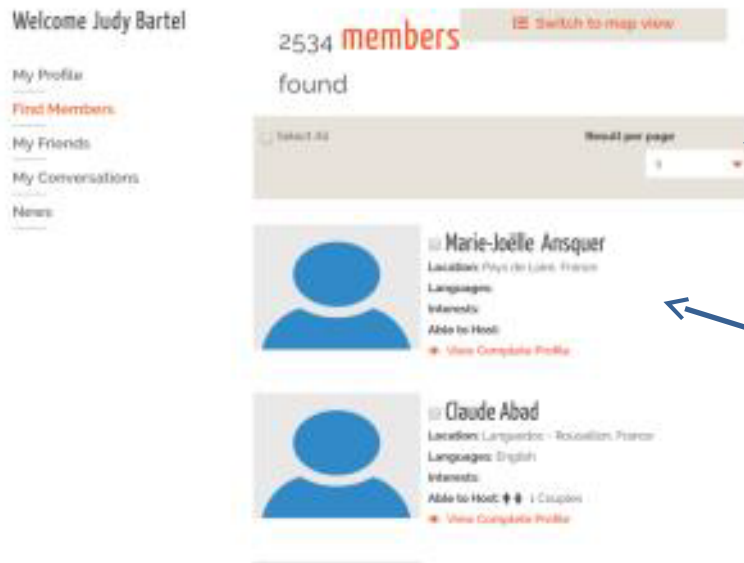 Welcome Judy Bartel
My Profile
Find Members
My Friends
My Conversations
News
2534 members
found
Switch to map view
Select All
Result per page
Marie-Joëlle Ansquer
Location: Pays de Loire, France
Languages:
Interests:
Able to Host:
View Complete Profile
Claude Abad
Location: Languedoc - Roussillon, France
Languages: English
Interests:
Able to Host: 1 Couples
View Complete Profile